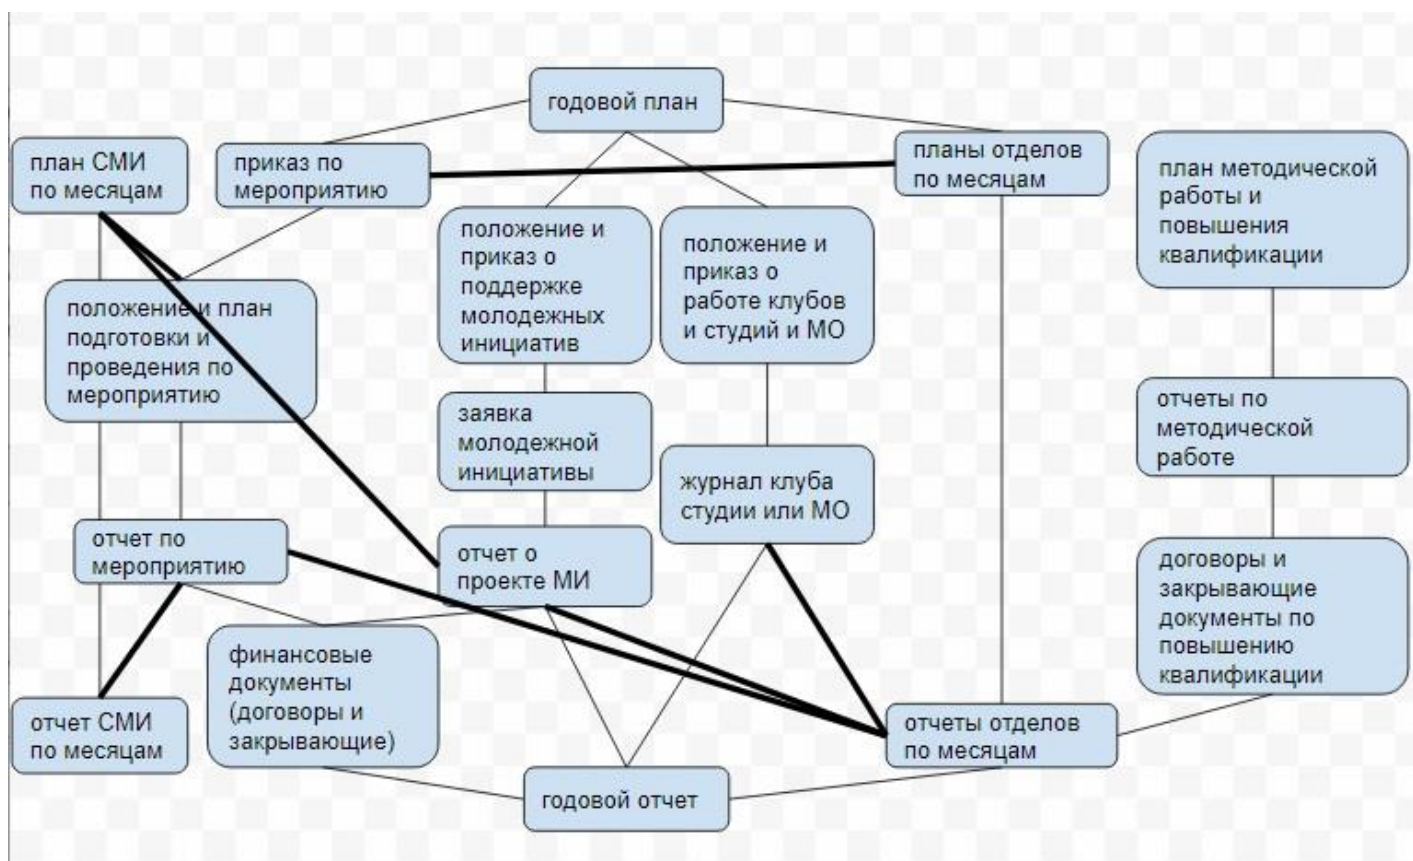 годовой план
план СМИ
по месяцам
приказ по
мероприятию
планы отделов
по месяцам
план методической
работы и
повышения
квалификации
положение и
приказ о
поддержке
молодежных
инициатив
положение и
приказ о
работе клубов
и студий и МО
положение и план
подготовки и
проведения по
мероприятию
заявка
молодежной
инициативы
отчеты по
методической
работе
журнал клуба
студии или МО
отчет по
мероприятию
отчет о
проекте МИ
договоры и
закрывающие
документы по
повышению
квалификации
финансовые
документы
(договоры и
закрывающие)
отчет СМИ
по месяцам
отчеты отделов
по месяцам
годовой отчет